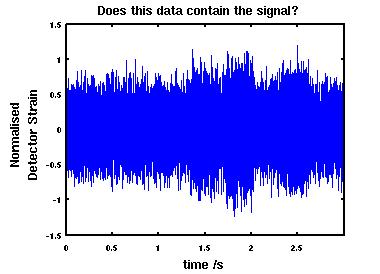 Does this data contain the signal?
1.5
1
0.5
0
-0.5
-1
-1.5
Normalised
Detector Strain
0 0.5 1 1.5 2 2.5
time /s